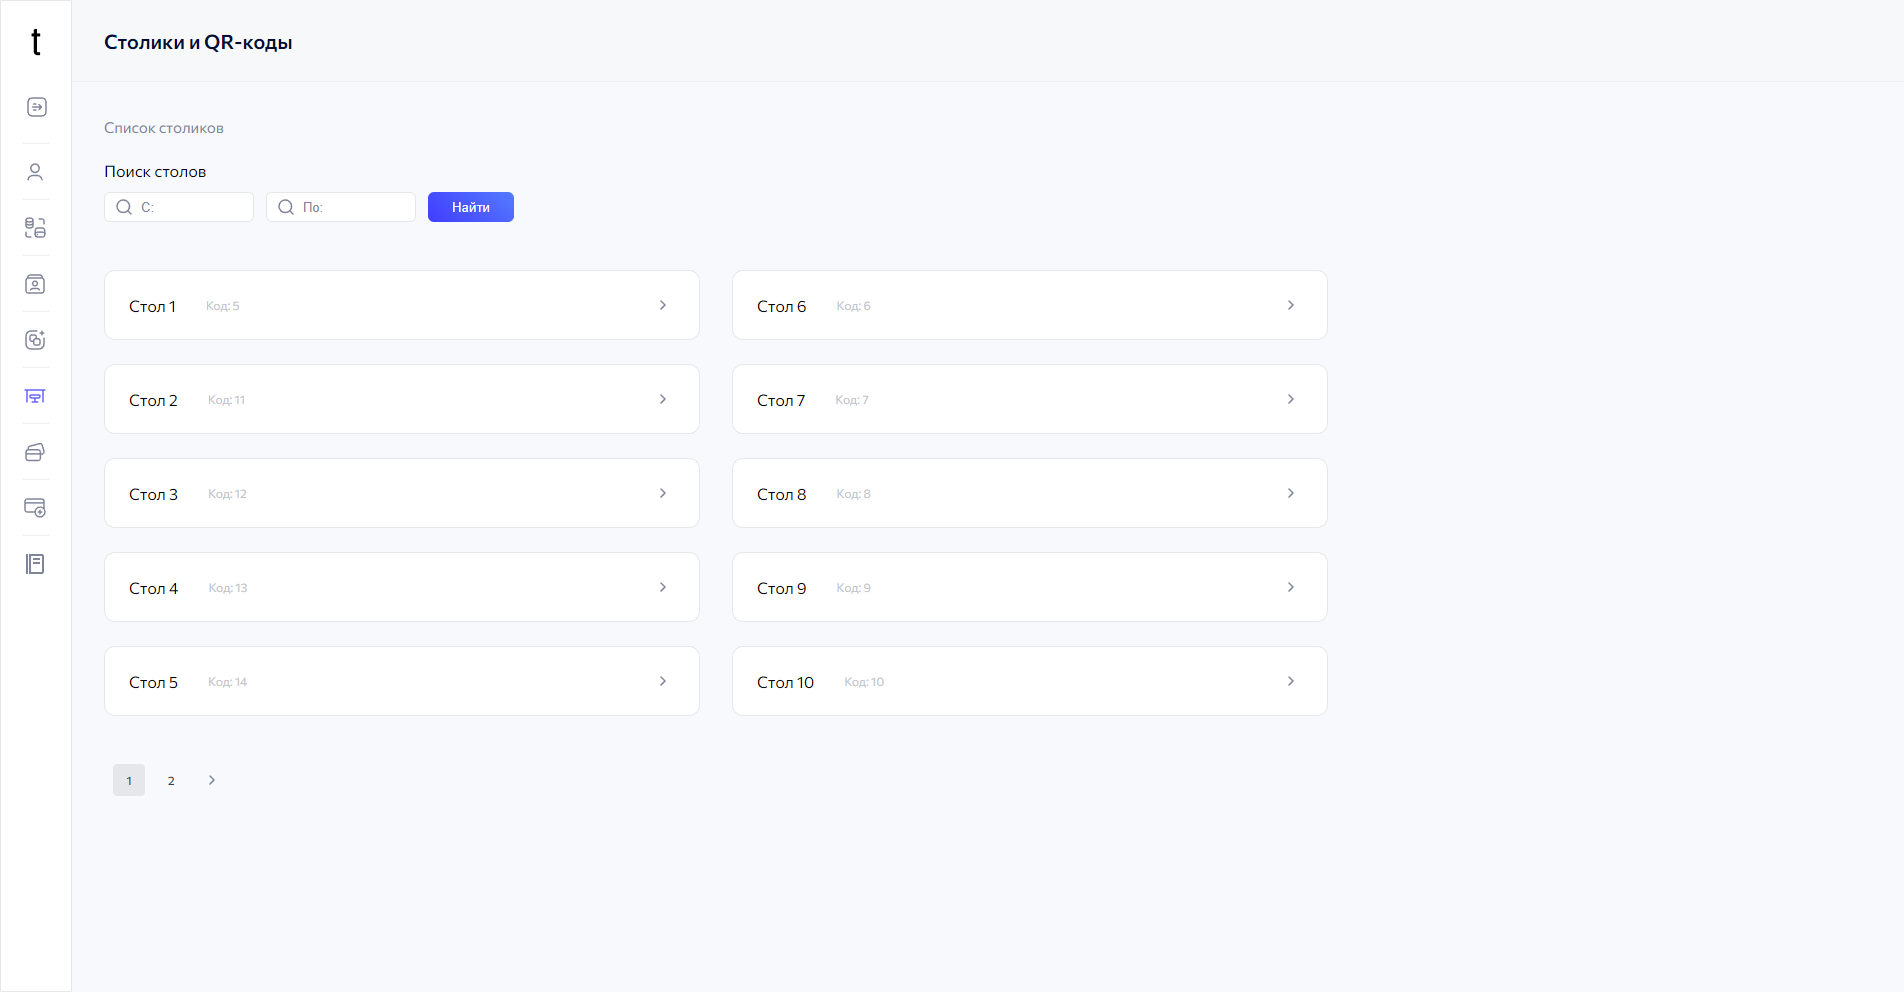 t
Столики и QR-коды
Список столиков
Поиск столов
С:
По:
Найти
Стол 1 Код: 5
Стол 6 Код: 6
Стол 2 Код: 11
Стол 7 Код: 7
Стол 3 Код: 12
Стол 8 Код: 8
Стол 4 Код: 13
Стол 9 Код: 9
Стол 5 Код: 14
Стол 10 Код: 10
1 2